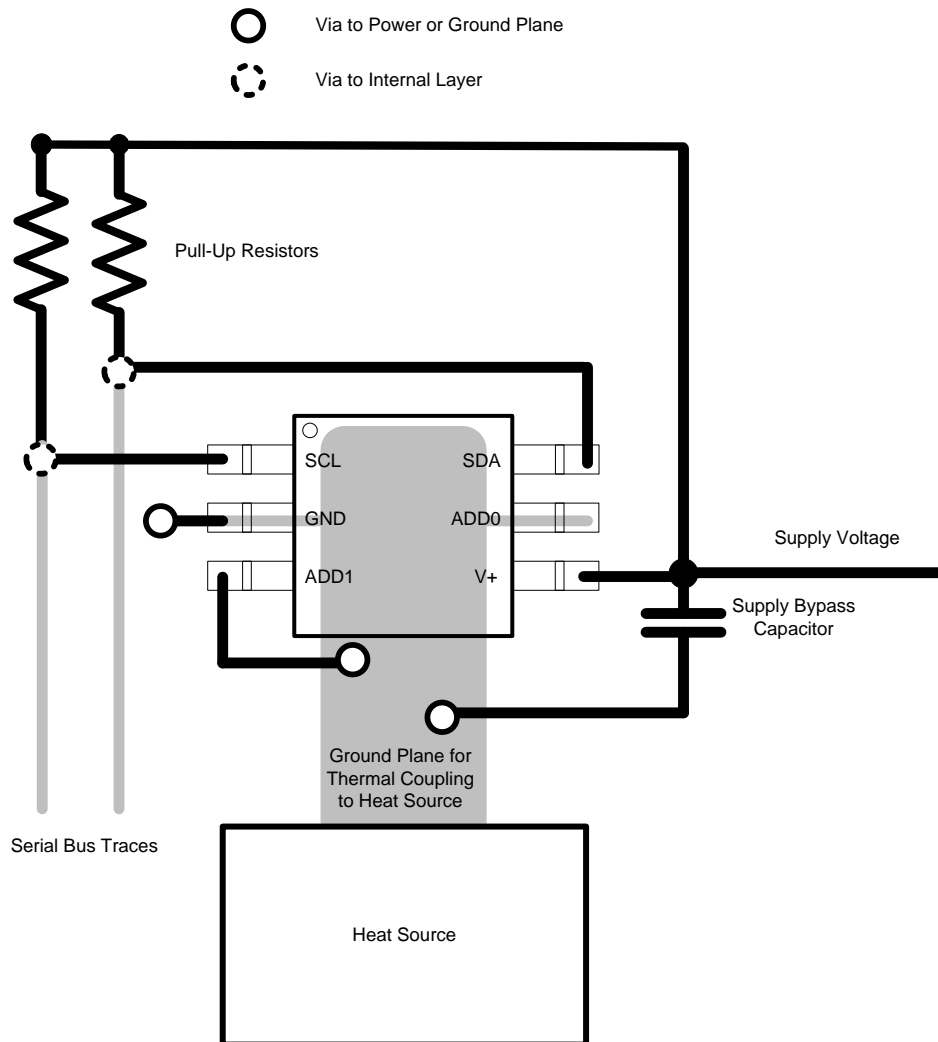 Via to Power or Ground Plane
Via to Internal Layer
Pull-Up Resistors
SCL
SDA
GND
ADD0
ADD1
V+
Supply Voltage
Supply Bypass
Capacitor
Ground Plane for
Thermal Coupling
to Heat Source
Serial Bus Traces
Heat Source